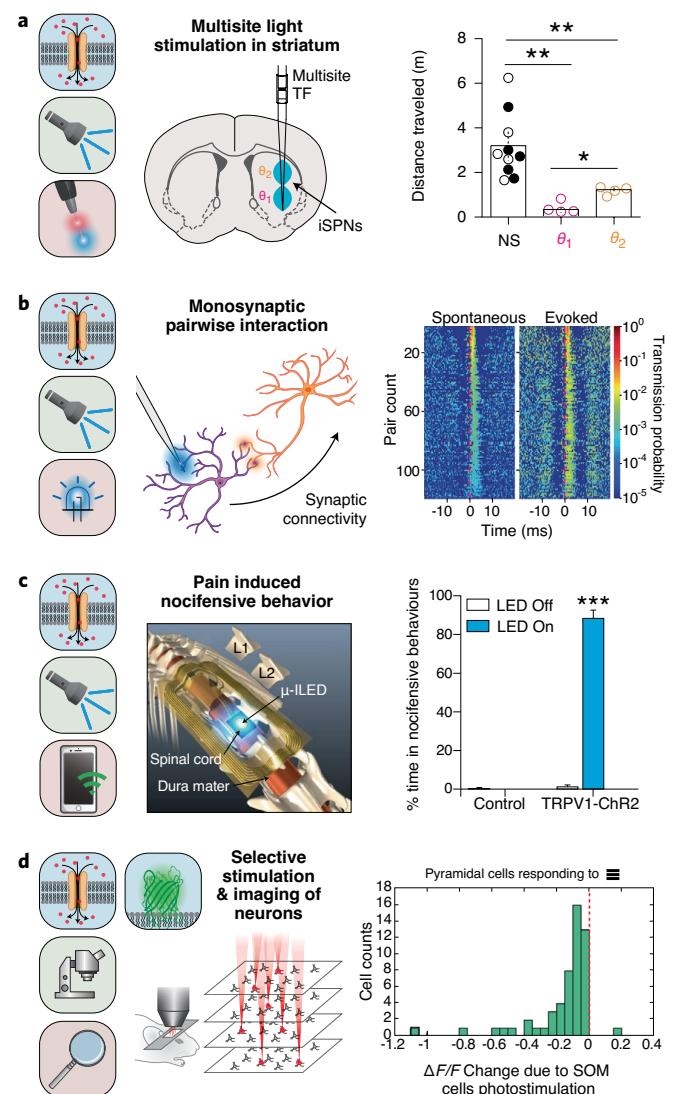 a
Multisite light
stimulation in striatum
Multisite
TF
θ2
θ1
iSPNs
Distance traveled (m)
8
6
4
2
0
**
**
*
NS
θ1
θ2
b
Monosynaptic
pairwise interaction
Synaptic
connectivity
Spontaneous
Evoked
Pair count
20
60
100
-10 0 10
-10 0 10
Time (ms)
10^0
10^-1
10^-2
10^-3
10^-4
10^-5
Transmission probability
c
Pain induced
nocifensive behavior
L1
L2
μ-ILED
Spinal cord
Dura mater
% time in nocifensive behaviours
100
80
60
40
20
0
LED Off
LED On
***
Control
TRPV1-ChR2
d
Selective
stimulation
& imaging of
neurons
Pyramidal cells responding to
Cell counts
18
16
14
12
10
8
6
4
2
0
-1.2 -1 -0.8 -0.6 -0.4 -0.2 0 0.2 0.4
ΔF/F Change due to SOM
cells photostimulation